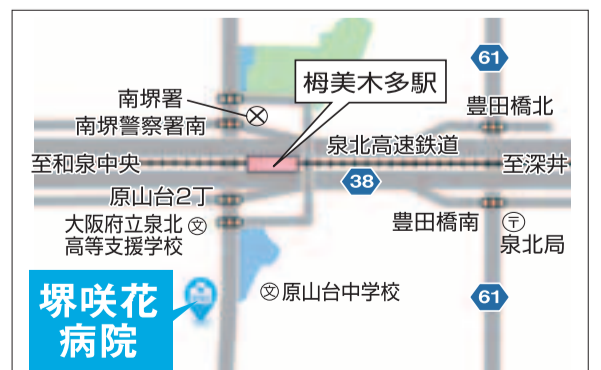 61
栂美木多駅
南堺署
豊田橋北
南堺警察署南
泉北高速鉄道
至和泉中央
至深井
38
原山台2丁
大阪府立泉北
高等支援学校
文
豊田橋南
〒
泉北局
文
原山台中学校
61
堺咲花
病院